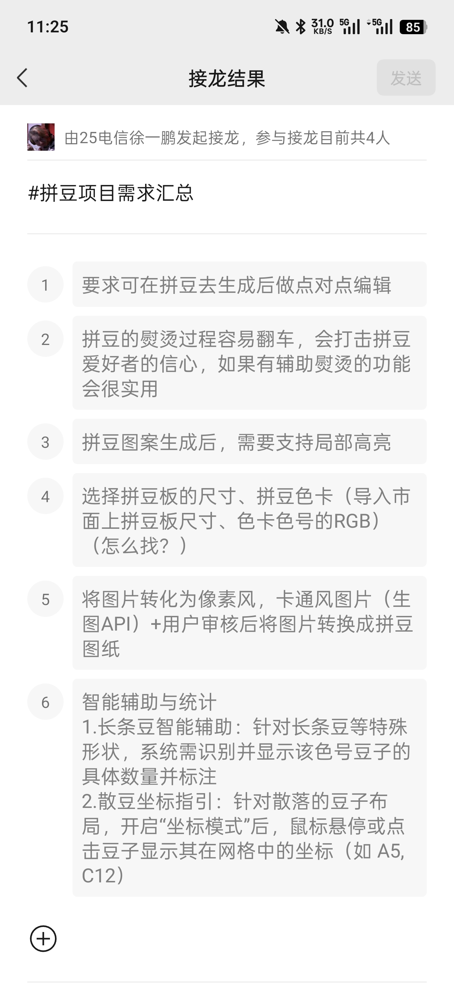 11:25
31.0
KB/S
5G
5G
85
接龙结果
发送
由25电信徐一鹏发起接龙，参与接龙目前共4人
#拼豆项目需求汇总
1
要求可在拼豆去生成后做点对点编辑
2
拼豆的熨烫过程容易翻车，会打击拼豆
爱好者的信心，如果有辅助熨烫的功能
会很实用
3
拼豆图案生成后，需要支持局部高亮
4
选择拼豆板的尺寸、拼豆色卡（导入市
面上拼豆板尺寸、色卡色号的RGB）
（怎么找？）
5
将图片转化为像素风，卡通风图片（生
图API）+用户审核后将图片转换成拼豆
图纸
6
智能辅助与统计
1.长条豆智能辅助：针对长条豆等特殊
形状，系统需识别并显示该色号豆子的
具体数量并标注
2.散豆坐标指引：针对散落的豆子布
局，开启“坐标模式”后，鼠标悬停或点
击豆子显示其在网格中的坐标（如 A5,
C12）